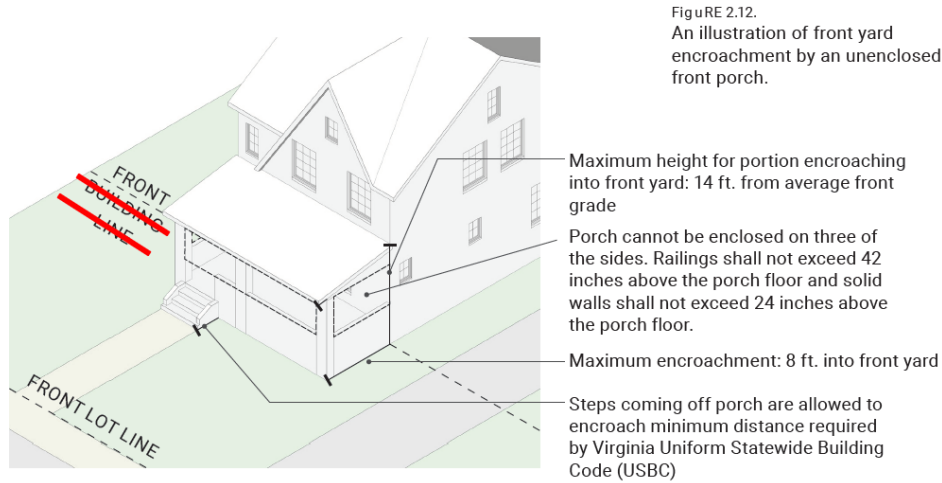 FiguRE 2.12.
An illustration of front yard
encroachment by an unenclosed
front porch.
FRONT
BUILDING
LINE
Maximum height for portion encroaching
into front yard: 14 ft. from average front
grade
Porch cannot be enclosed on three of
the sides. Railings shall not exceed 42
inches above the porch floor and solid
walls shall not exceed 24 inches above
the porch floor.
Maximum encroachment: 8 ft. into front yard
FRONT LOT LINE
Steps coming off porch are allowed to
encroach minimum distance required
by Virginia Uniform Statewide Building
Code (USBC)